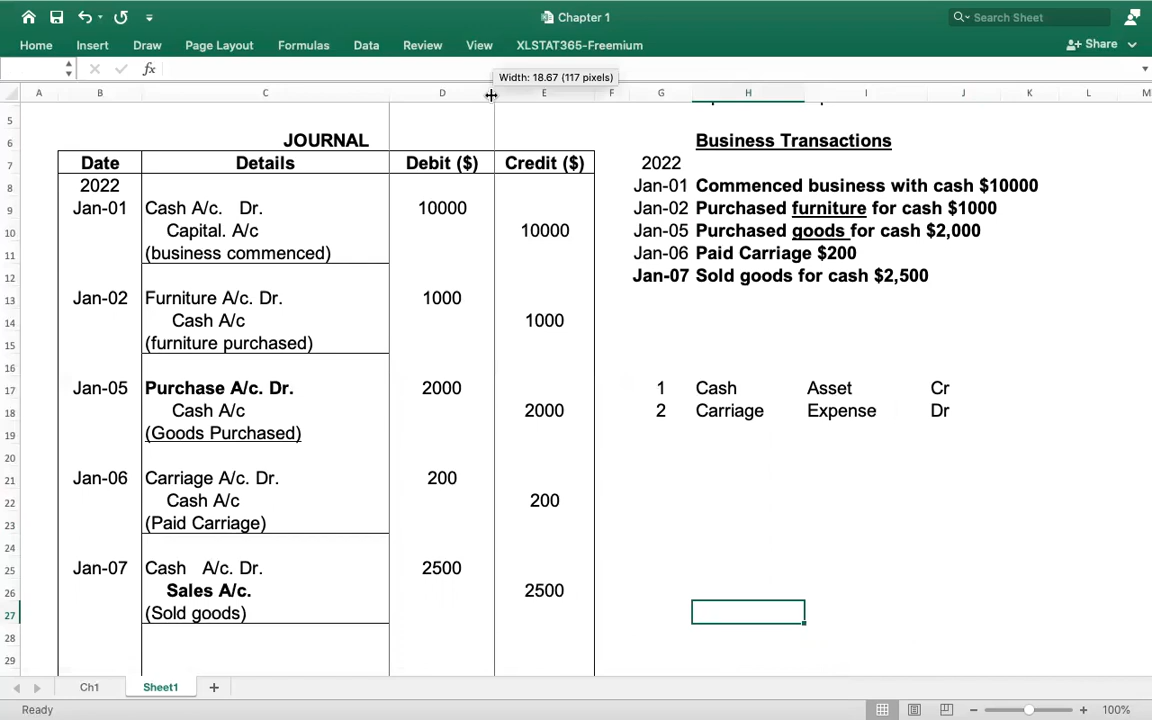 Chapter 1
Search Sheet
Home Insert Draw Page Layout Formulas Data Review View XLSTAT365-Freemium Share
fx
Width: 18.67 (117 pixels)
A B C D E F G H I J K L M
5
6 JOURNAL Business Transactions
7 Date Details Debit ($) Credit ($) 2022
8 2022 Jan-01 Commenced business with cash $10000
9 Jan-01 Cash A/c. Dr. 10000 Jan-02 Purchased furniture for cash $1000
10 Capital. A/c 10000 Jan-05 Purchased goods for cash $2,000
11 (business commenced) Jan-06 Paid Carriage $200
12 Jan-07 Sold goods for cash $2,500
13 Jan-02 Furniture A/c. Dr. 1000
14 Cash A/c 1000
15 (furniture purchased)
16
17 Jan-05 Purchase A/c. Dr. 2000 1 Cash Asset Cr
18 Cash A/c 2000 2 Carriage Expense Dr
19 (Goods Purchased)
20
21 Jan-06 Carriage A/c. Dr. 200
22 Cash A/c 200
23 (Paid Carriage)
24
25 Jan-07 Cash A/c. Dr. 2500
26 Sales A/c. 2500
27 (Sold goods)
28
29
Ch1 Sheet1
Ready 100%